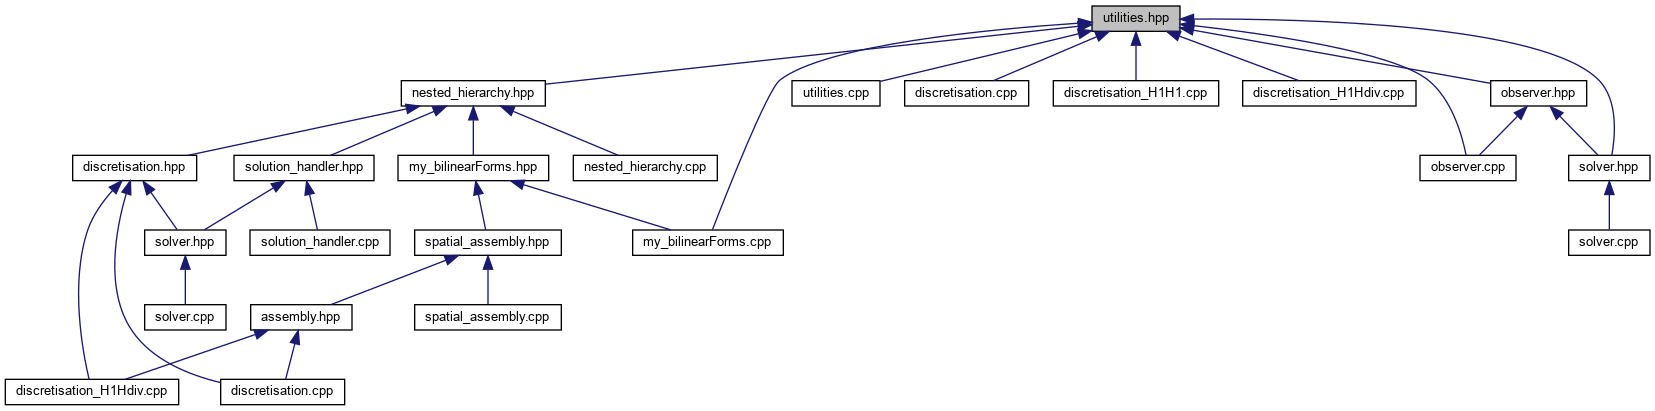 utilities.hpp
nested_hierarchy.hpp
utilities.cpp
discretisation.cpp
discretisation_H1H1.cpp
discretisation_H1Hdiv.cpp
observer.hpp
discretisation.hpp
solution_handler.hpp
my_bilinearForms.hpp
nested_hierarchy.cpp
observer.cpp
solver.hpp
solver.hpp
solution_handler.cpp
spatial_assembly.hpp
my_bilinearForms.cpp
solver.cpp
solver.cpp
assembly.hpp
spatial_assembly.cpp
discretisation_H1Hdiv.cpp
discretisation.cpp